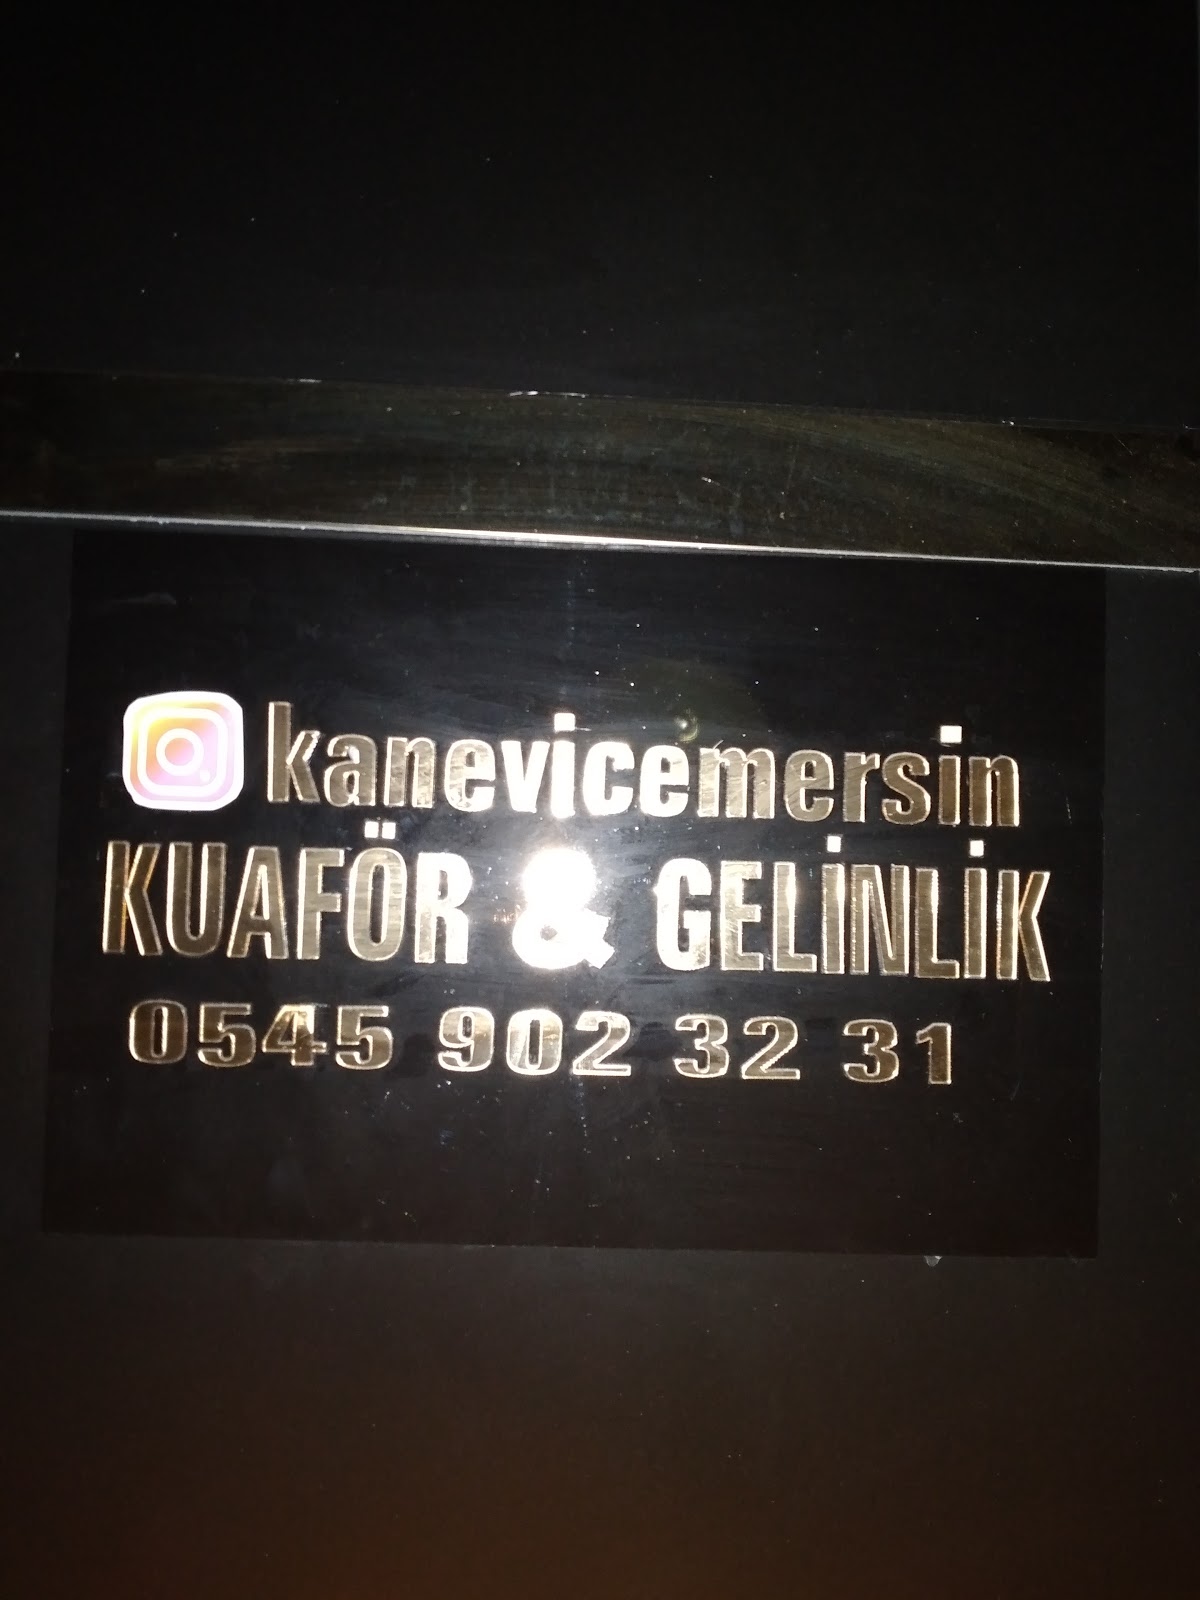 kanevicemersin
KUAFÖR & GELİNLİK
0545 902 32 31